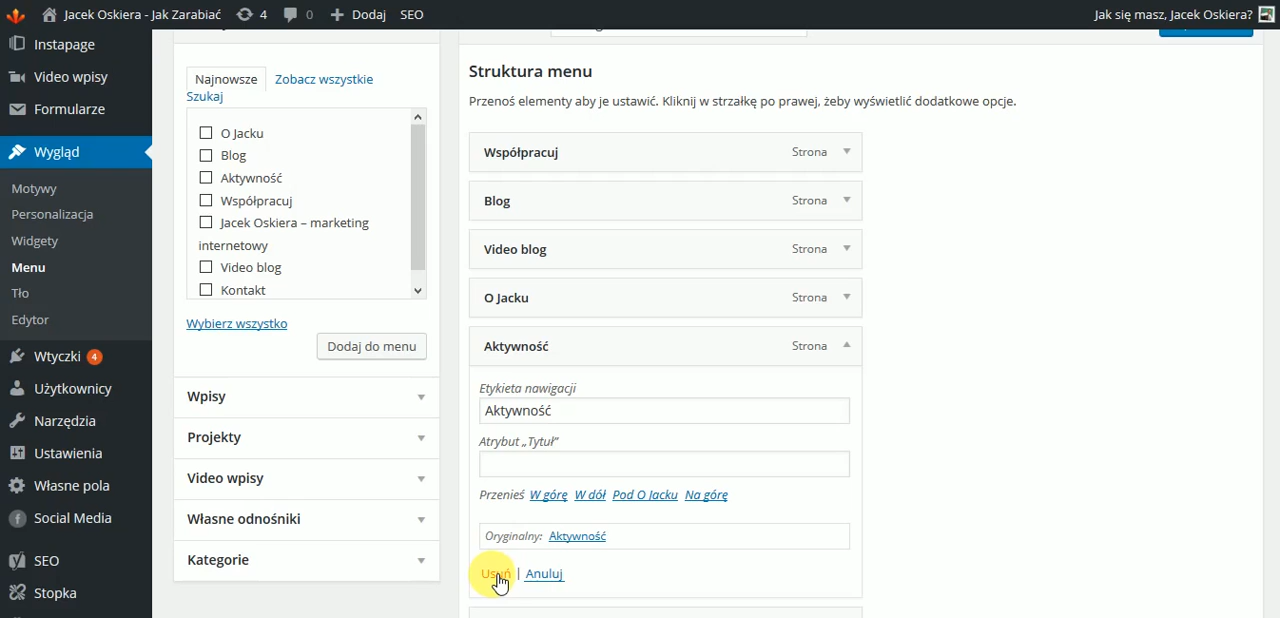 Jacek Oskiera - Jak Zarabiać 4 0 Dodaj SEO Jak się masz, Jacek Oskiera?
Instapage
Video wpisy
Formularze
Wygląd
Motywy
Personalizacja
Widgety
Menu
Tło
Edytor
Wtyczki 4
Użytkownicy
Narzędzia
Ustawienia
Własne pola
Social Media
SEO
Stopka
Najnowsze Zobacz wszystkie
Szukaj
O Jacku
Blog
Aktywność
Współpracuj
Jacek Oskiera – marketing
internetowy
Video blog
Kontakt
Wybierz wszystko
Dodaj do menu
Wpisy
Projekty
Video wpisy
Własne odnośniki
Kategorie
Struktura menu
Przenoś elementy aby je ustawić. Kliknij w strzałkę po prawej, żeby wyświetlić dodatkowe opcje.
Współpracuj Strona
Blog Strona
Video blog Strona
O Jacku Strona
Aktywność Strona
Etykieta nawigacji
Aktywność
Atrybut „Tytuł”
Przenieś W górę W dół Pod O Jacku Na górę
Oryginalny: Aktywność
Usuń | Anuluj